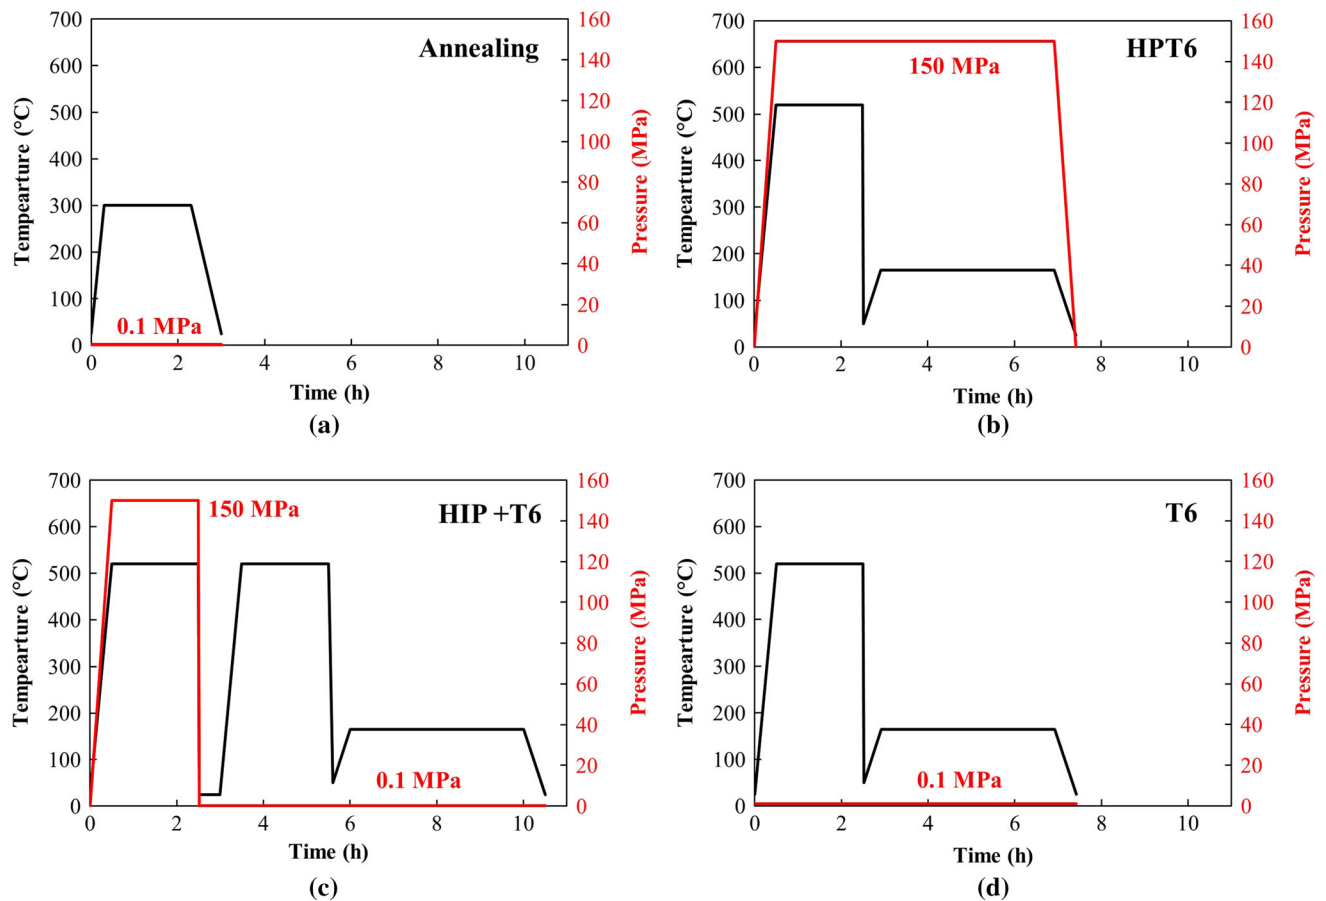 Annealing
Tempearture (°C)
700
600
500
400
300
200
100
0
Pressure (MPa)
160
140
120
100
80
60
40
20
0
0.1 MPa
0 2 4 6 8 10
Time (h)
(a)
HPT6
150 MPa
Tempearture (°C)
700
600
500
400
300
200
100
0
Pressure (MPa)
160
140
120
100
80
60
40
20
0
0 2 4 6 8 10
Time (h)
(b)
HIP +T6
150 MPa
Tempearture (°C)
700
600
500
400
300
200
100
0
Pressure (MPa)
160
140
120
100
80
60
40
20
0
0.1 MPa
0 2 4 6 8 10
Time (h)
(c)
T6
Tempearture (°C)
700
600
500
400
300
200
100
0
Pressure (MPa)
160
140
120
100
80
60
40
20
0
0.1 MPa
0 2 4 6 8 10
Time (h)
(d)